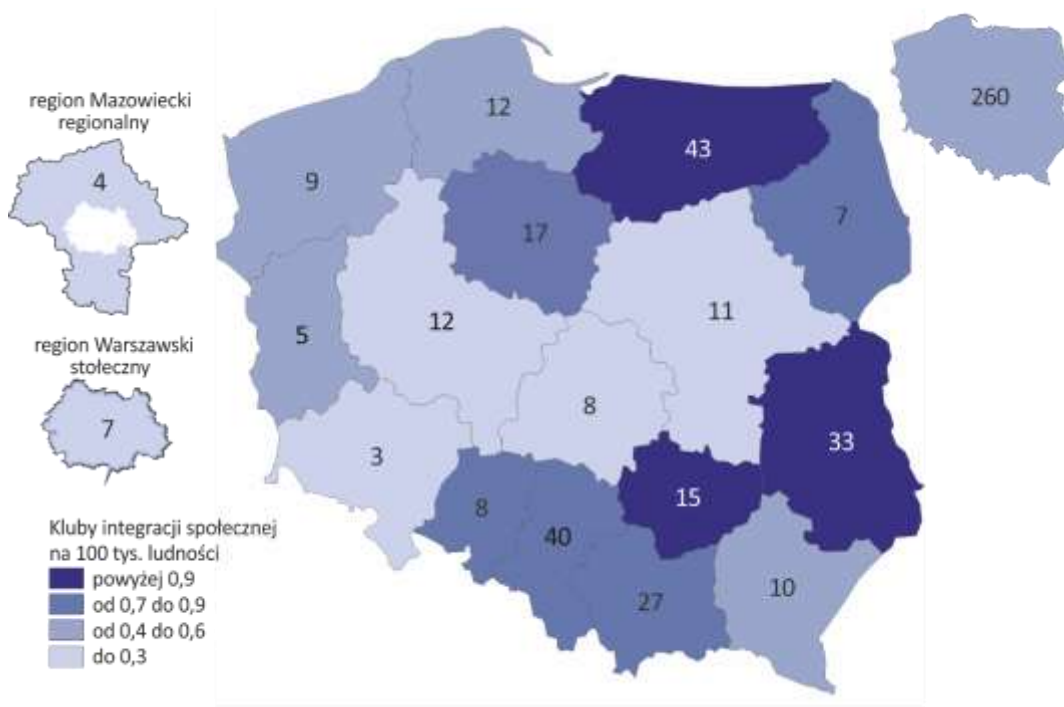 260
12
43
region Mazowiecki
regionalny
4
9
7
17
12
11
5
region Warszawski
stołeczny
7
8
33
3
15
8
40
27
10
Kluby integracji społecznej
na 100 tys. ludności
powyżej 0,9
od 0,7 do 0,9
od 0,4 do 0,6
do 0,3